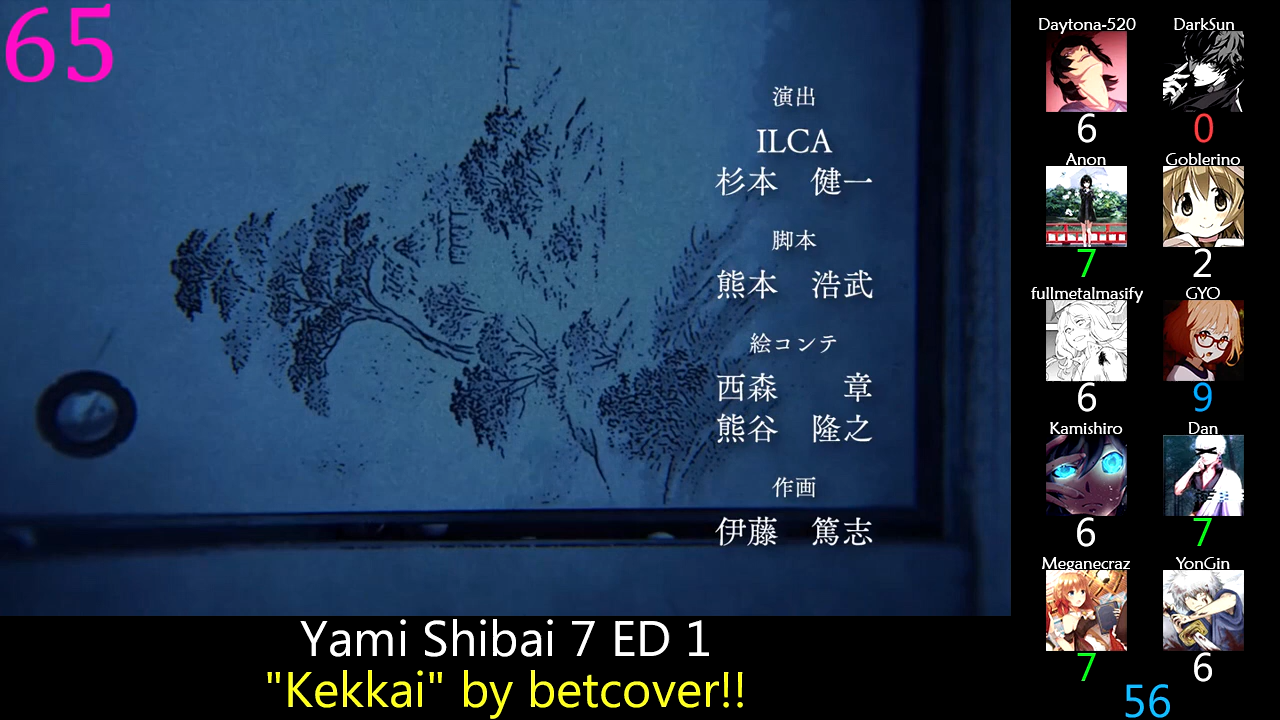 65
演出
ILCA
杉本 健一
脚本
熊本 浩武
絵コンテ
西森 章
熊谷 隆之
作画
伊藤 篤志
Yami Shibai 7 ED 1
"Kekkai" by betcover!!
Daytona-520 DarkSun
6 0
Anon Goblerino
7 2
fullmetalmasify GYO
6 9
Kamishiro Dan
6 7
Meganecraz YonGin
7 6
56